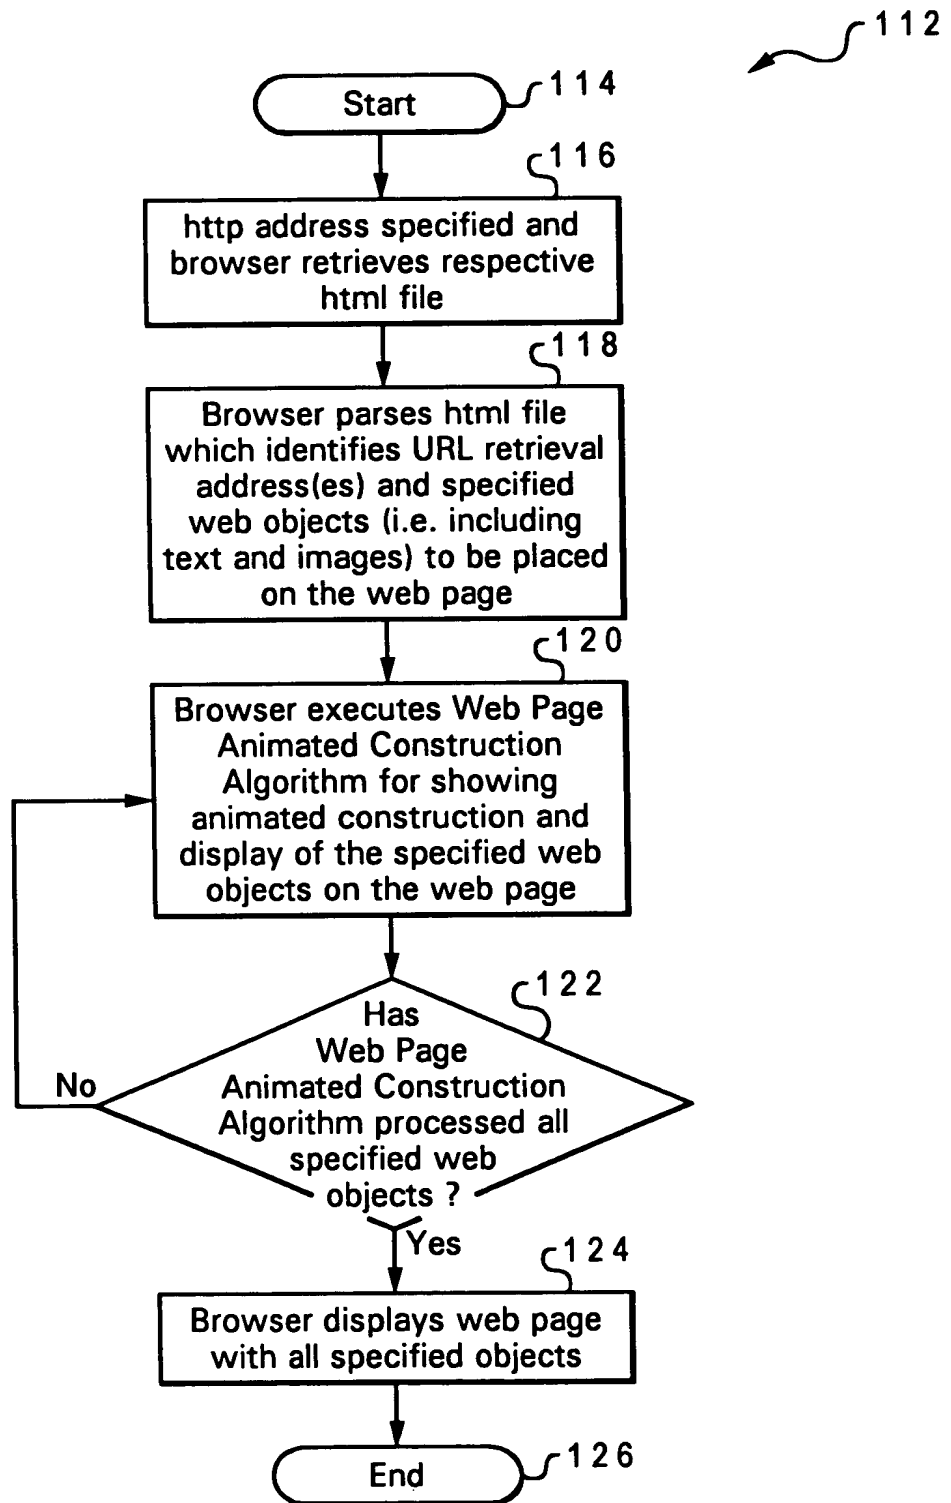 112
Start
114
116
http address specified and
browser retrieves respective
html file
118
Browser parses html file
which identifies URL retrieval
address(es) and specified
web objects (i.e. including
text and images) to be placed
on the web page
120
Browser executes Web Page
Animated Construction
Algorithm for showing
animated construction and
display of the specified web
objects on the web page
122
Has
Web Page
Animated Construction
Algorithm processed all
specified web
objects ?
No
Yes
124
Browser displays web page
with all specified objects
End
126